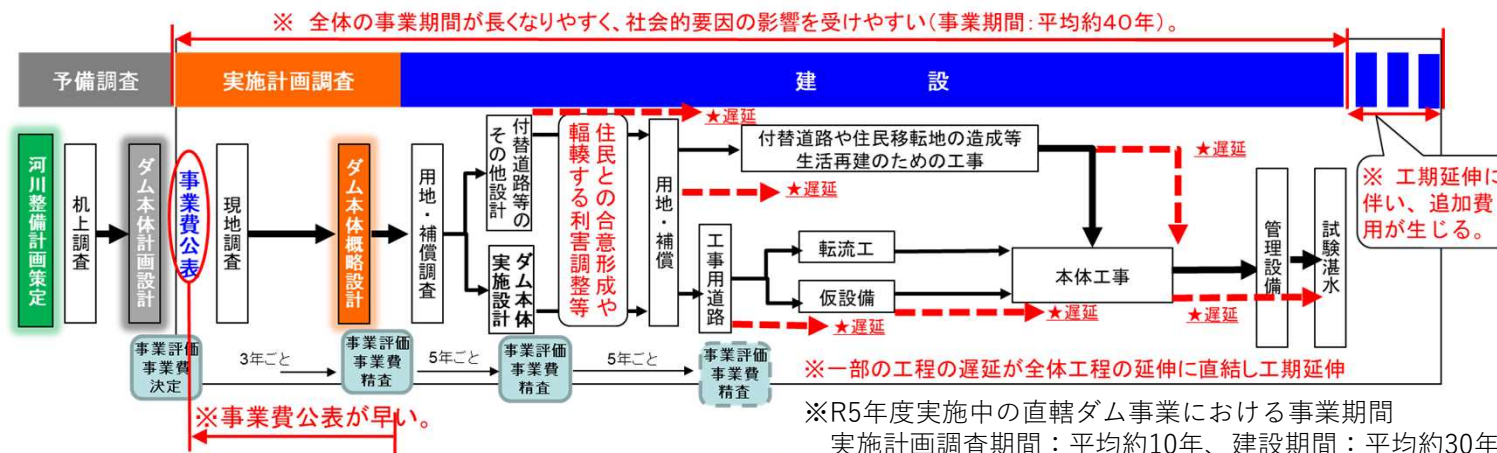 ※ 全体の事業期間が長くなりやすく、社会的要因の影響を受けやすい（事業期間：平均約４０年）。
予備調査
実施計画調査
建　設
河川整備計画策定
机上調査
ダム本体計画設計
事業費公表
現地調査
ダム本体概略設計
用地・補償調査
付替道路等の
その他設計
ダム本体
実施設計
住民との合意形成や
輻輳する利害調整等
用地・補償
★遅延
付替道路や住民移転地の造成等
生活再建のための工事
★遅延
★遅延
工事用道路
転流工
仮設備
本体工事
★遅延
★遅延
★遅延
管理設備
試験湛水
※ 工期延伸に
伴い、追加費
用が生じる。
事業評価
事業費
決定
3年ごと
事業評価
事業費
精査
5年ごと
事業評価
事業費
精査
5年ごと
事業評価
事業費
精査
※一部の工程の遅延が全体工程の延伸に直結し工期延伸
※事業費公表が早い。
※R5年度実施中の直轄ダム事業における事業期間
実施計画調査期間：平均約10年、建設期間：平均約30年